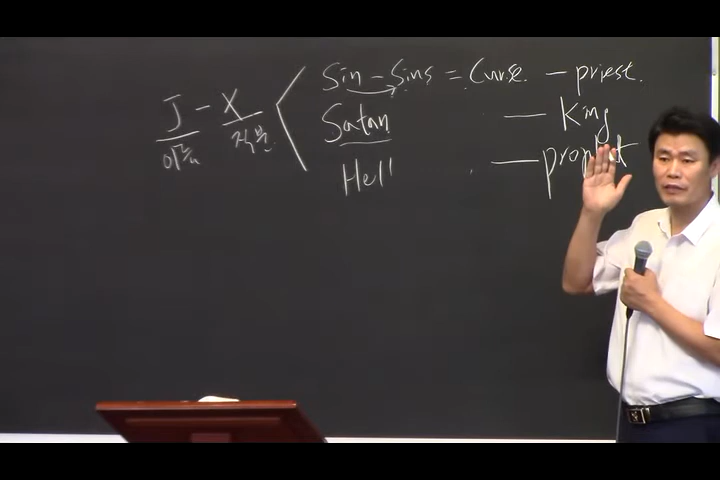 Sin - Sins = Curse. - priest.
J - X < Satan — King
이름 직분
Hell — prophet